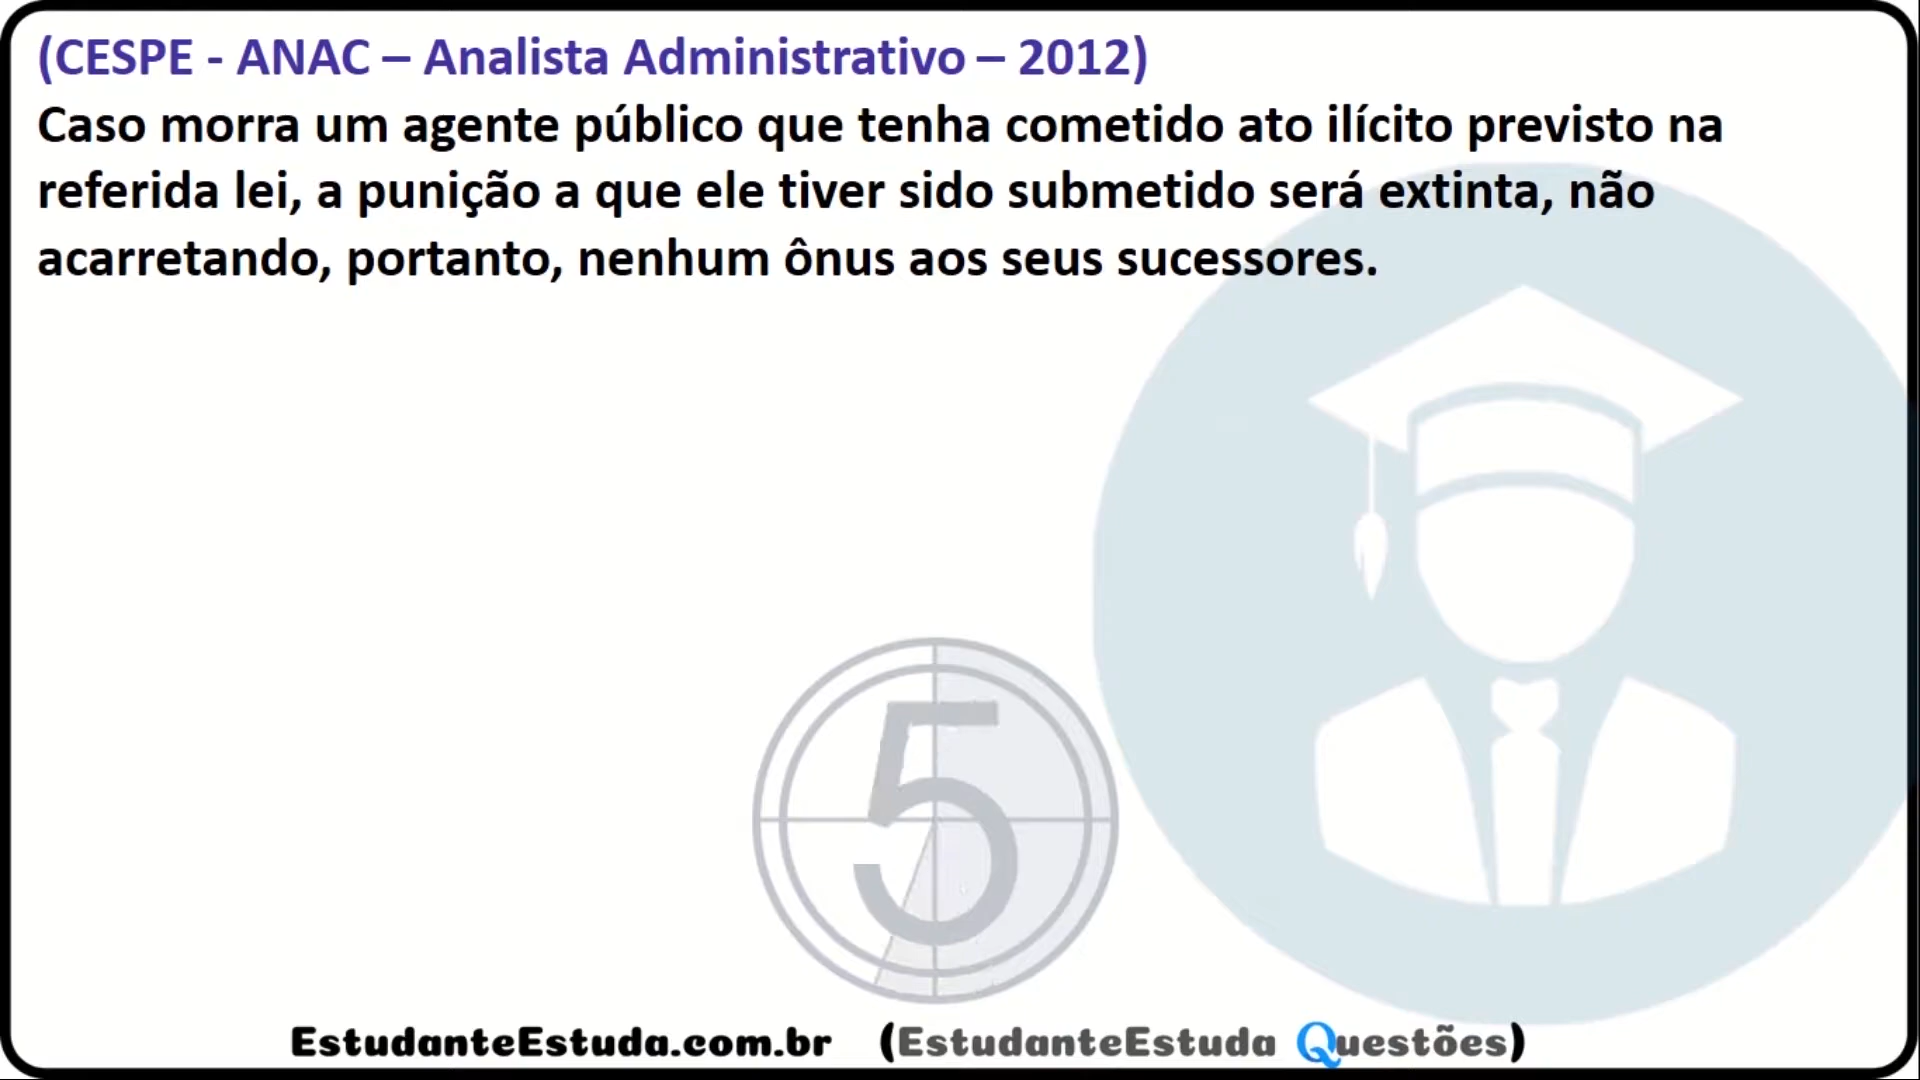 (CESPE - ANAC – Analista Administrativo – 2012)
Caso morra um agente público que tenha cometido ato ilícito previsto na
referida lei, a punição a que ele tiver sido submetido será extinta, não
acarretando, portanto, nenhum ônus aos seus sucessores.
5
EstudanteEstuda.com.br (EstudanteEstuda Questões)